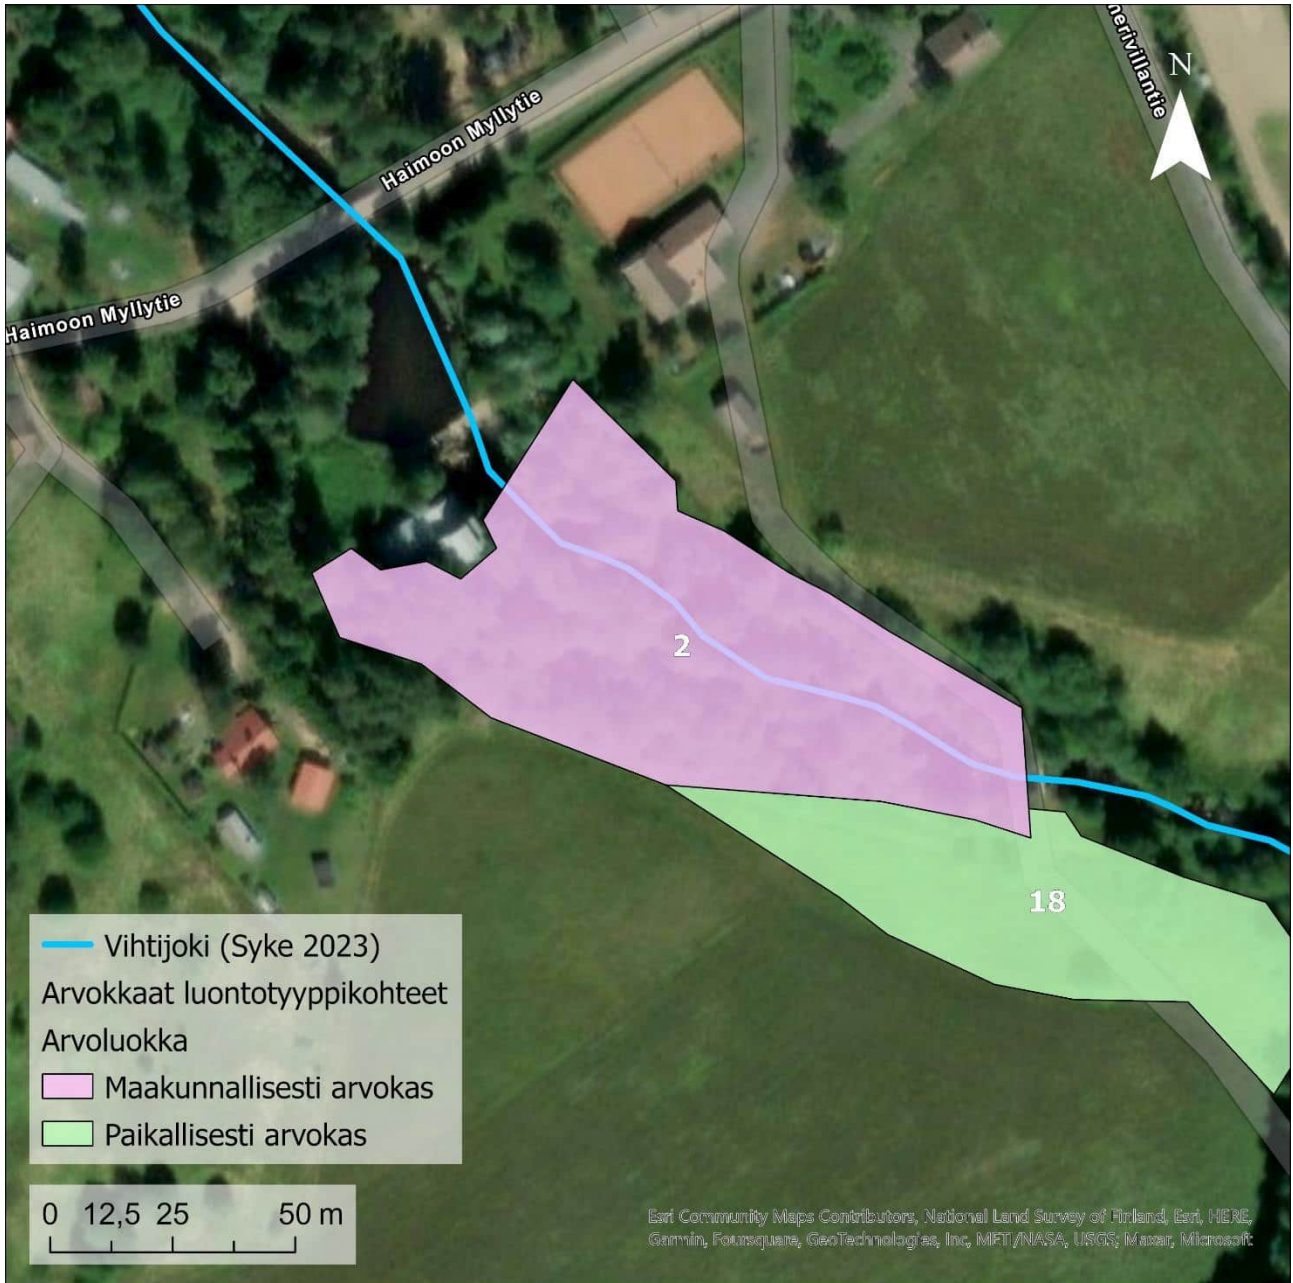 nerivillantie
N
Haimoon Myllytie
Haimoon Myllytie
2
18
Vihtijoki (Syke 2023)
Arvokkaat luontotyyppikohteet
Arvoluokka
Maakunnallisesti arvokas
Paikallisesti arvokas
0 12,5 25 50 m
Esri Community Maps Contributors, National Land Survey of Finland, Esri, HERE,
Garmin, Foursquare, GeoTechnologies, Inc, METI/NASA, USGS; Maxar, Microsoft